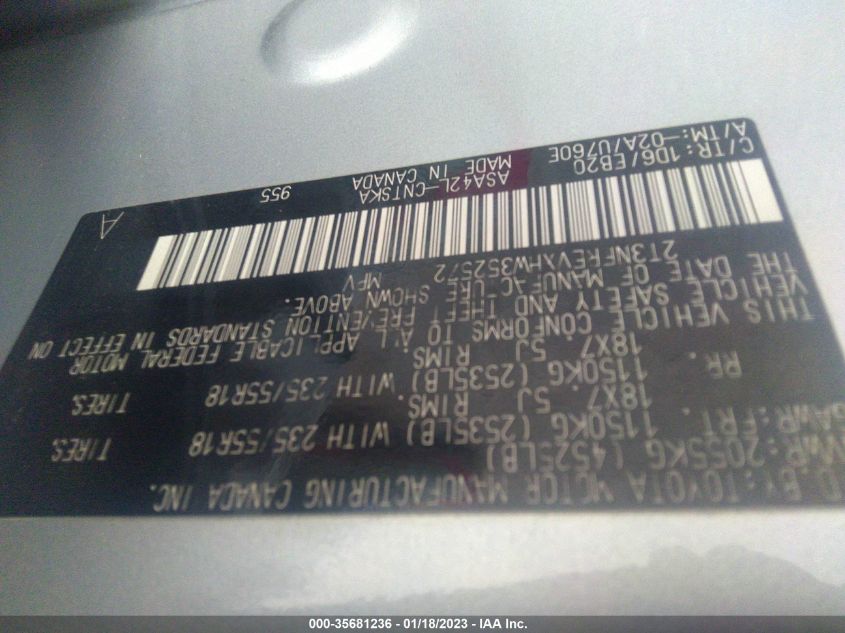 D BY:TOYOTA MOTOR MANUFACTURING CANADA INC.
WR:2055KG (4525LB)
GAWR:FRT. 1150KG (2535LB) WITH 235/55R18 TIRES.
18X7 5J RIMS.
RR. 1150KG (2535LB) WITH 235/55R18 TIRES.
18X7 5J RIMS.
THIS VEHICLE CONFORMS TO ALL APPLICABLE FEDERAL MOTOR
VEHICLE SAFETY AND THEFT PREVENTION STANDARDS IN EFFECT ON
THE DATE OF MANUFACTURE SHOWN ABOVE.
2T3NFREVXHW352572 MFV
C/TR:1D6/EB20 ASA42L-CNTSKA 955 A
A/TM:-02A/U760E MADE IN CANADA
000-35681236 - 01/18/2023 - IAA Inc.